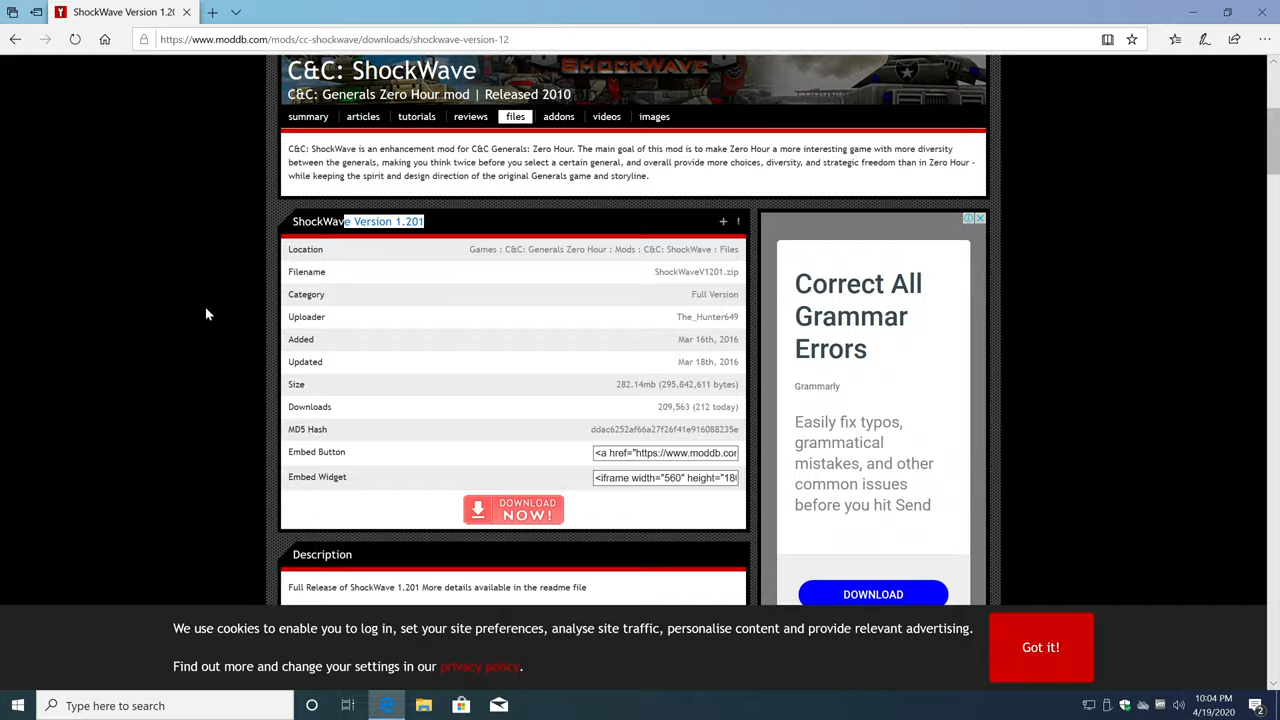 Version 1.20
https://www.moddb.com/mods/cc-shockwave/downloads/shockwave-version-12
SHOCKWAVE
C&C: ShockWave
C&C: Generals Zero Hour mod | Released 2010
summary articles tutorials reviews files addons videos images
C&C: ShockWave is an enhancement mod for C&C Generals: Zero Hour. The main goal of this mod is to make Zero Hour a more interesting game with more diversity
between the generals, making you think twice before you select a certain general, and overall provide more choices, diversity, and strategic freedom than in Zero Hour -
while keeping the spirit and design direction of the original Generals game and storyline.
ShockWave Version 1.201
Location Games : C&C: Generals Zero Hour : Mods : C&C: ShockWave : Files
Filename ShockWaveV1201.zip
Category Full Version
Uploader The_Hunter649
Added Mar 16th, 2016
Updated Mar 18th, 2016
Size 282.14mb (295,842,611 bytes)
Downloads 209,563 (212 today)
MD5 Hash ddac6252af66a27f26f41e916088235e
Embed Button <a href="https://www.moddb.com
Embed Widget <iframe width="560" height="180
DOWNLOAD
NOW!
Description
Full Release of ShockWave 1.201 More details available in the readme file
Correct All
Grammar
Errors
Grammarly
Easily fix typos,
grammatical
mistakes, and other
common issues
before you hit Send
DOWNLOAD
We use cookies to enable you to log in, set your site preferences, analyse site traffic, personalise content and provide relevant advertising.
Find out more and change your settings in our privacy policy.
Got it!
Type here to search
10:04 PM
4/19/2020
2